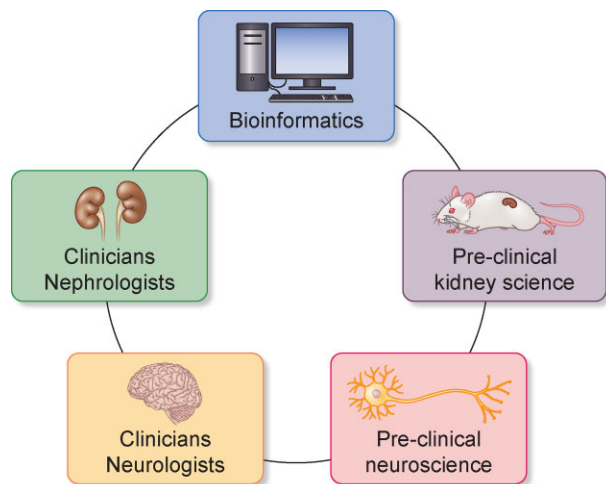 Bioinformatics
Clinicians
Nephrologists
Pre-clinical
kidney science
Clinicians
Neurologists
Pre-clinical
neuroscience